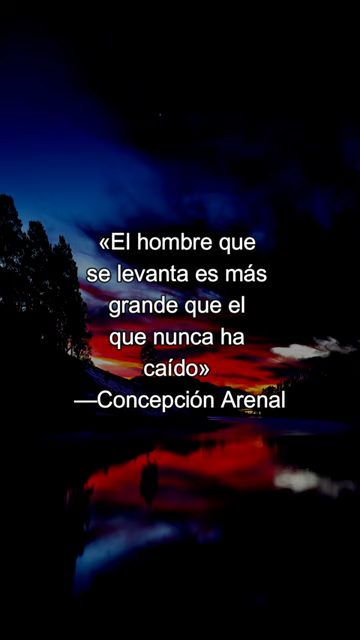 «El hombre que
se levanta es más
grande que el
que nunca ha
caído»
—Concepción Arenal